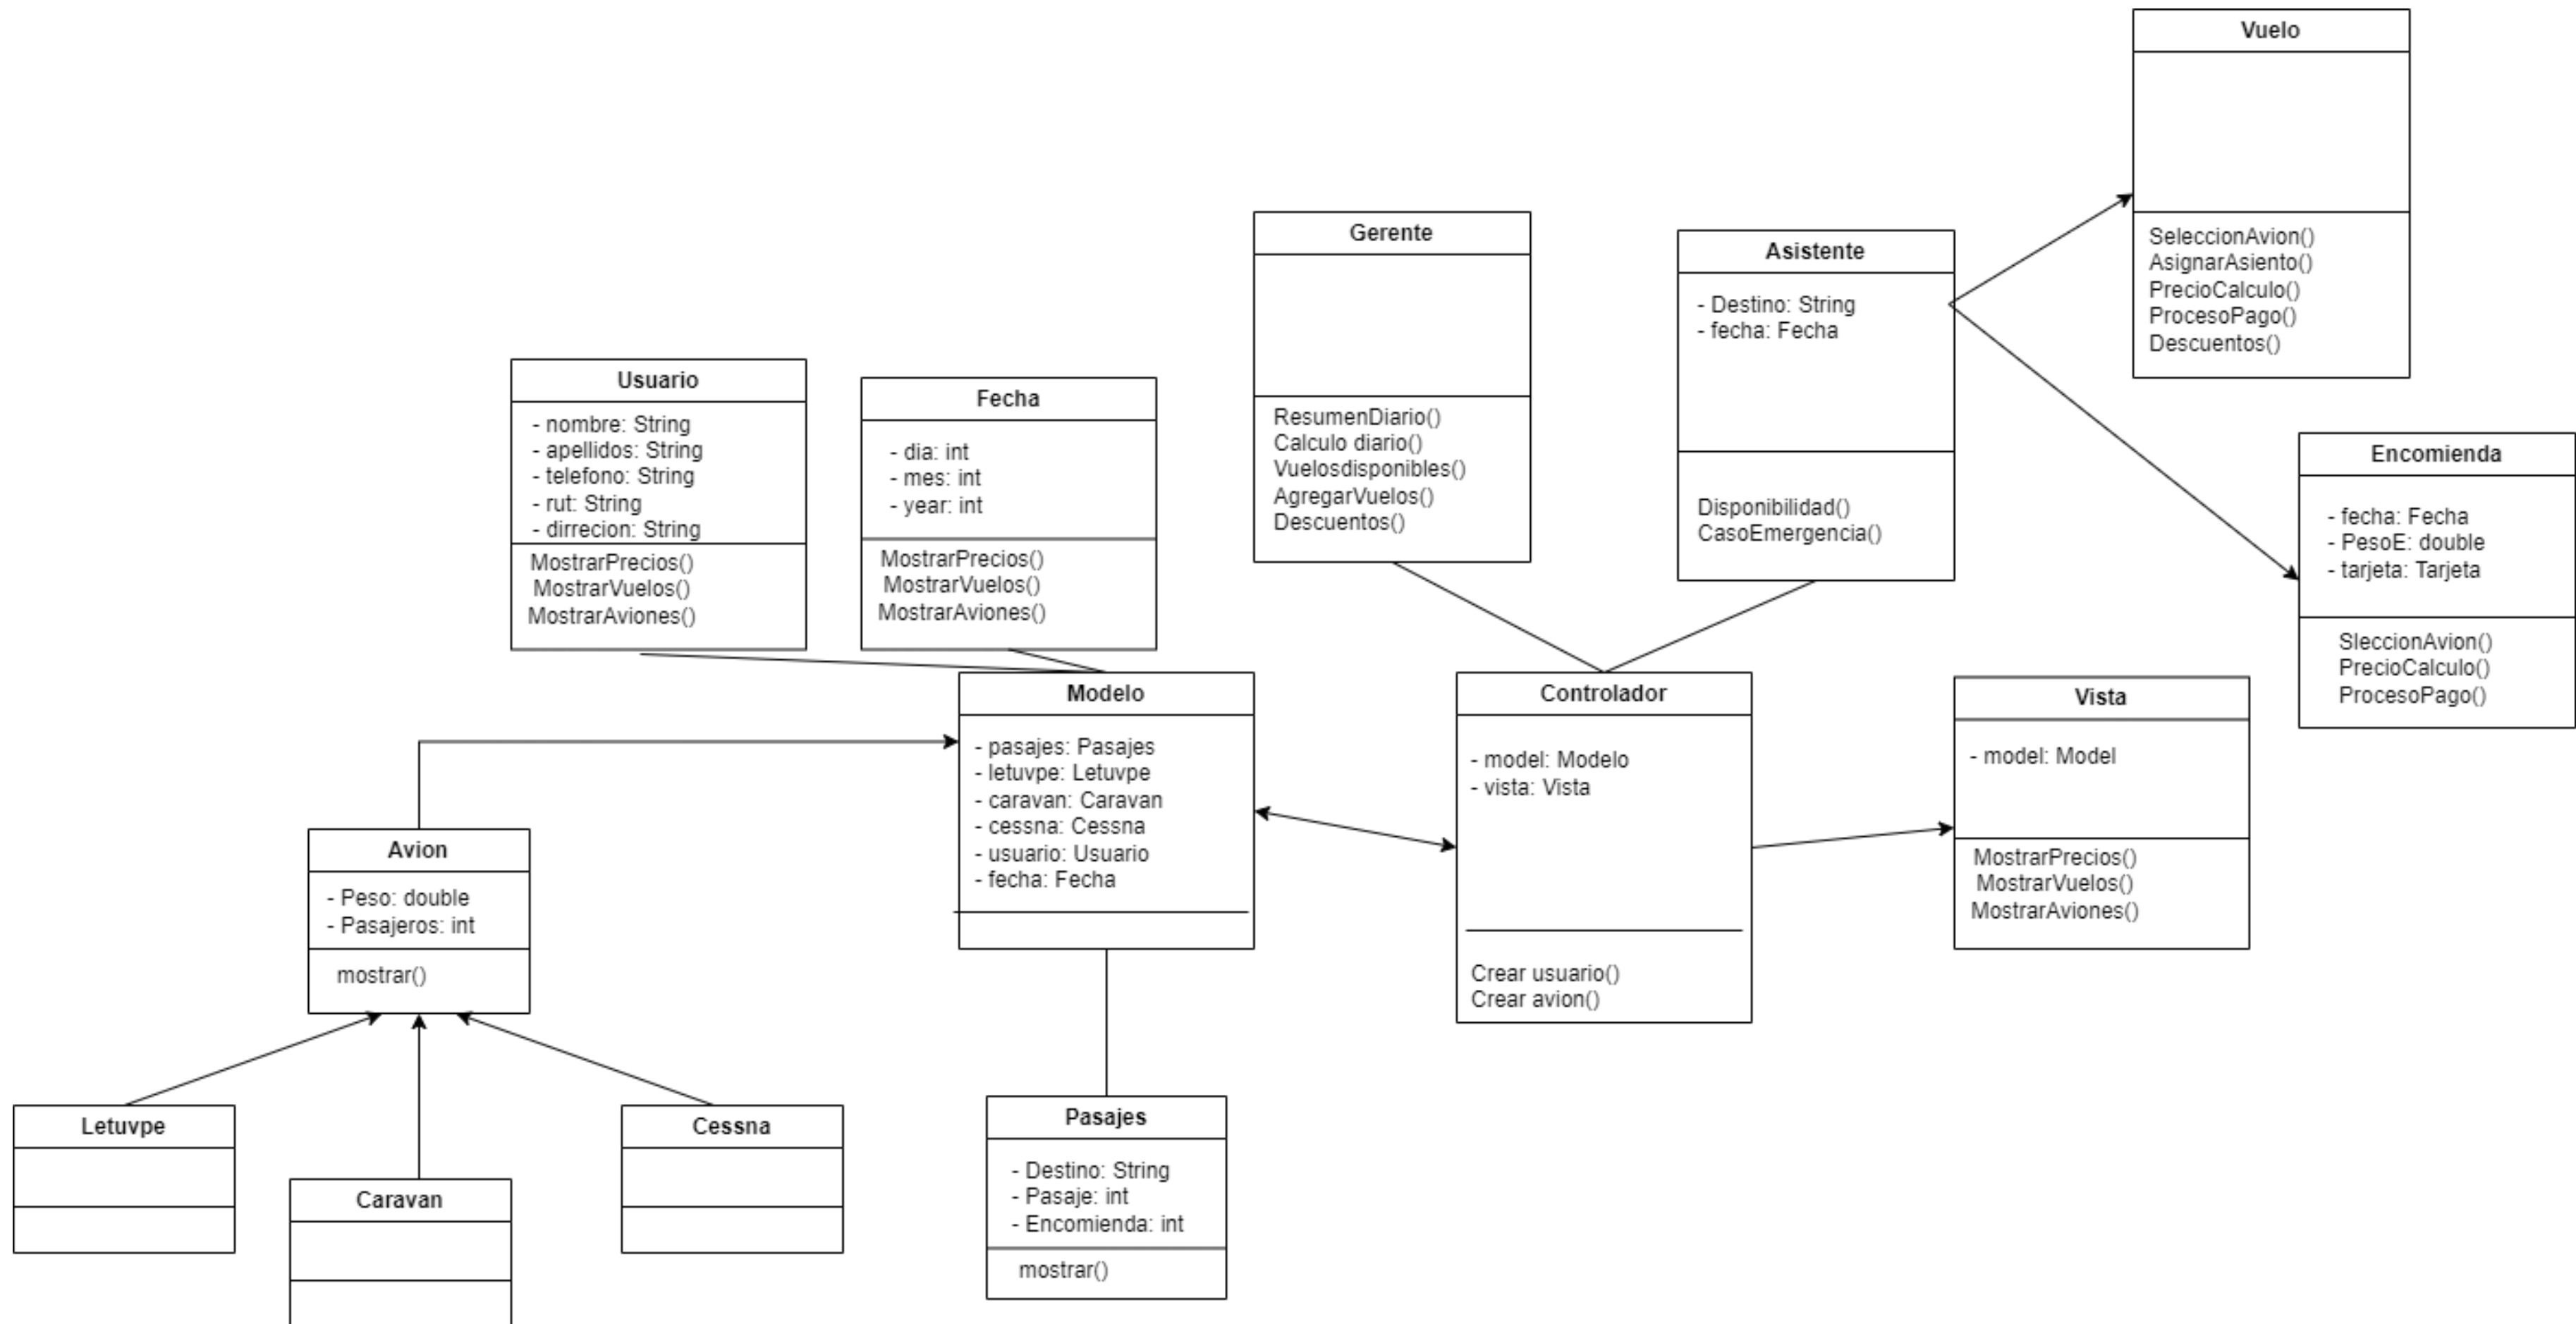 Vuelo
SeleccionAvion()
AsignarAsiento()
PrecioCalculo()
ProcesoPago()
Descuentos()
Gerente
ResumenDiario()
Calculo diario()
Vuelosdisponibles()
AgregarVuelos()
Descuentos()
Asistente
- Destino: String
- fecha: Fecha
Disponibilidad()
CasoEmergencia()
Usuario
- nombre: String
- apellidos: String
- telefono: String
- rut: String
- dirrecion: String
MostrarPrecios()
MostrarVuelos()
MostrarAviones()
Fecha
- dia: int
- mes: int
- year: int
MostrarPrecios()
MostrarVuelos()
MostrarAviones()
Encomienda
- fecha: Fecha
- PesoE: double
- tarjeta: Tarjeta
SleccionAvion()
PrecioCalculo()
ProcesoPago()
Modelo
- pasajes: Pasajes
- letuvpe: Letuvpe
- caravan: Caravan
- cessna: Cessna
- usuario: Usuario
- fecha: Fecha
Controlador
- model: Modelo
- vista: Vista
Crear usuario()
Crear avion()
Vista
- model: Model
MostrarPrecios()
MostrarVuelos()
MostrarAviones()
Avion
- Peso: double
- Pasajeros: int
mostrar()
Letuvpe
Caravan
Cessna
Pasajes
- Destino: String
- Pasaje: int
- Encomienda: int
mostrar()